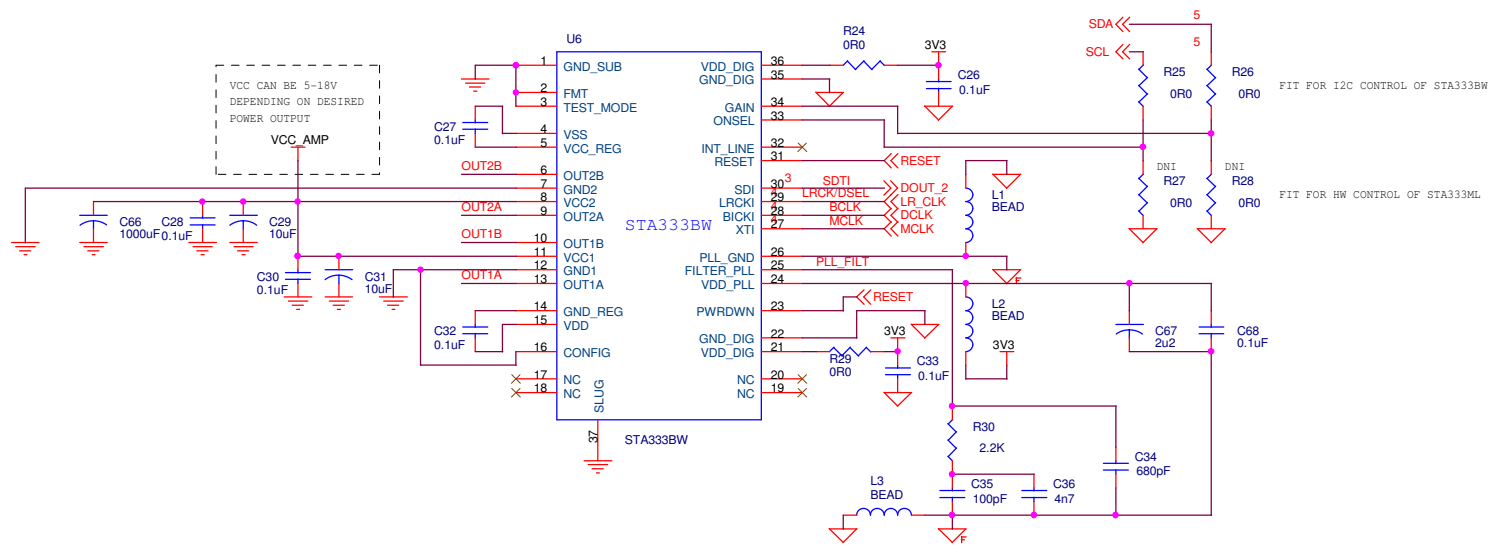 VCC CAN BE 5-18V
DEPENDING ON DESIRED
POWER OUTPUT
VCC_AMP
U6
STA333BW
STA333BW
1 GND_SUB
2 FMT
3 TEST_MODE
4 VSS
5 VCC_REG
6 OUT2B
7 GND2
8 VCC2
9 OUT2A
10 OUT1B
11 VCC1
12 GND1
13 OUT1A
14 GND_REG
15 VDD
16 CONFIG
17 NC
18 NC
SLUG
37
VDD_DIG 36
GND_DIG 35
GAIN 34
ONSEL 33
INT_LINE 32
RESET 31
SDI 30
LRCKI 29
BICKI 28
XTI 27
PLL_GND 26
FILTER_PLL 25
VDD_PLL 24
PWRDWN 23
GND_DIG 22
VDD_DIG 21
NC 20
NC 19
OUT2B
OUT2A
OUT1B
OUT1A
C27
0.1uF
C66
1000uF
C28
0.1uF
C29
10uF
C30
0.1uF
C31
10uF
C32
0.1uF
R24
0R0
3V3
C26
0.1uF
RESET
3
SDTI
DOUT_2
LRCK/DSEL
LR_CLK
4
BCLK
DCLK
4
MCLK
MCLK
PLL_FILT
RESET
3V3
R29
0R0
C33
0.1uF
L1
BEAD
F
L2
BEAD
3V3
SDA
5
SCL
5
R25
0R0
R26
0R0
FIT FOR I2C CONTROL OF STA333BW
DNI
R27
0R0
DNI
R28
0R0
FIT FOR HW CONTROL OF STA333ML
C67
2u2
C68
0.1uF
R30
2.2K
C34
680pF
C35
100pF
C36
4n7
L3
BEAD
F